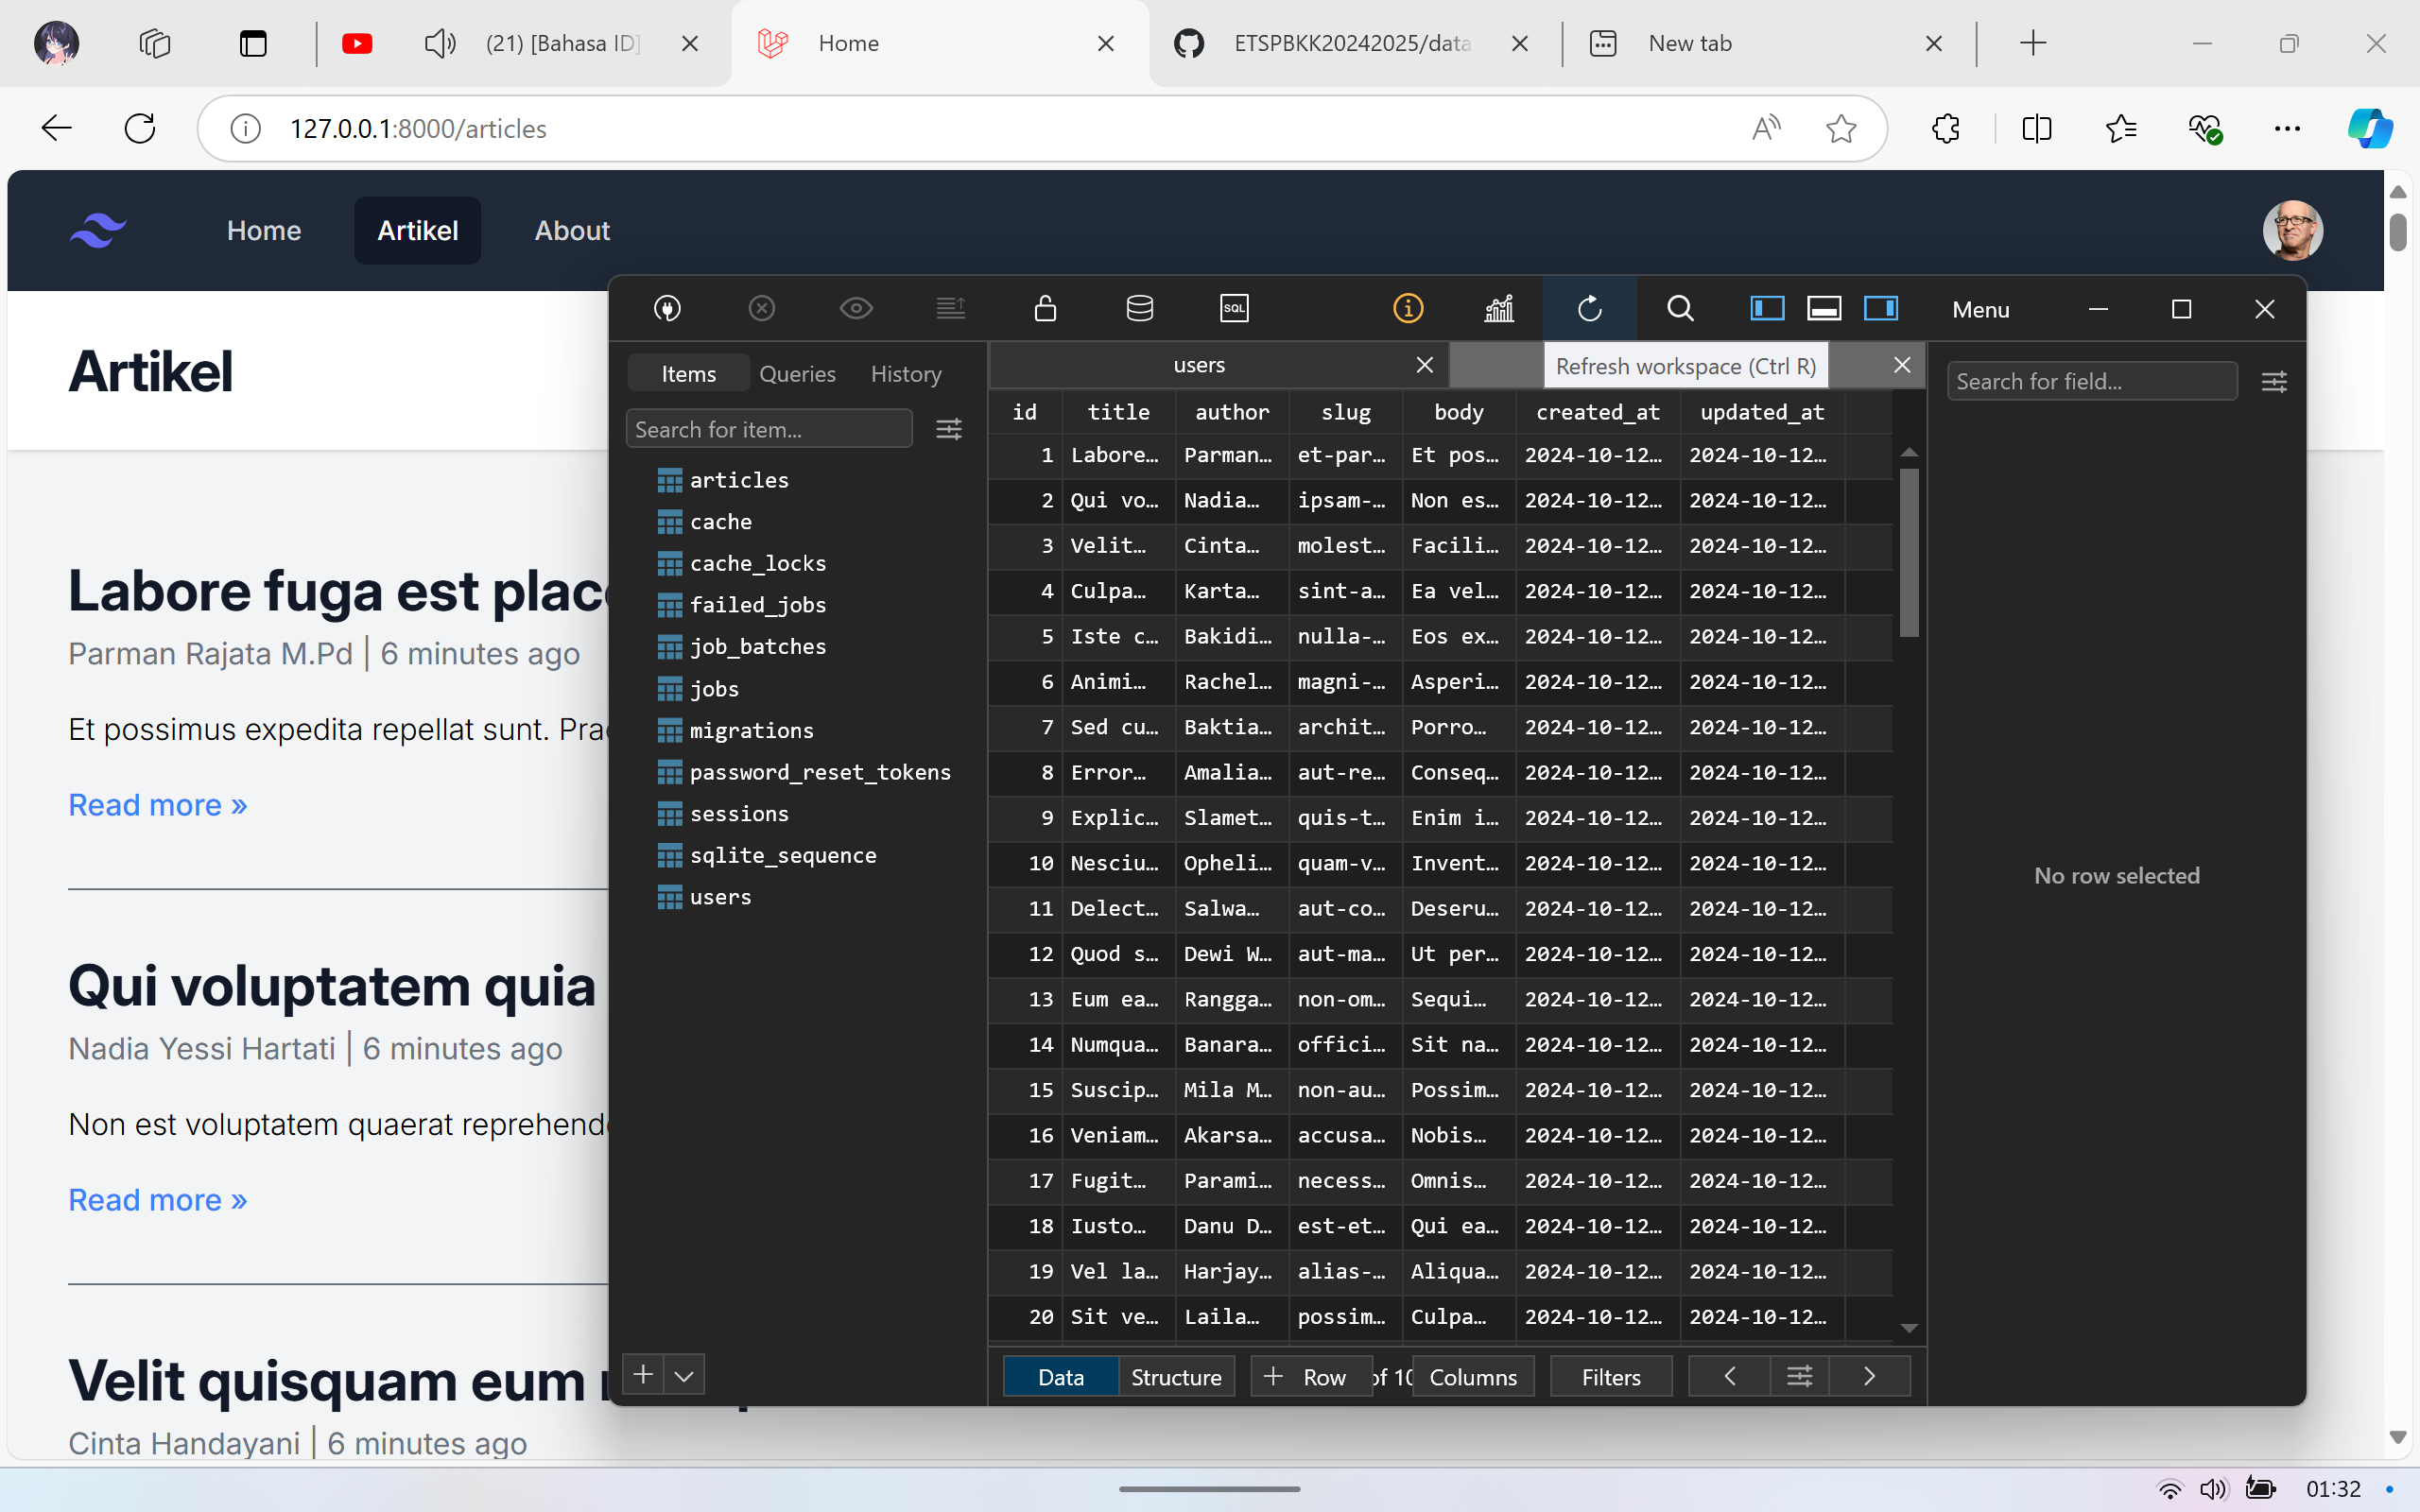 (21) [Bahasa ID]
Home
ETSPBKK20242025/data
New tab
127.0.0.1:8000/articles
Home
Artikel
About
Artikel
Labore fuga est plac
Parman Rajata M.Pd | 6 minutes ago
Et possimus expedita repellat sunt. Prae
Read more »
Qui voluptatem quia
Nadia Yessi Hartati | 6 minutes ago
Non est voluptatem quaerat reprehende
Read more »
Velit quisquam eum
Cinta Handayani | 6 minutes ago
SQL
Menu
Items
Queries
History
Search for item...
articles
cache
cache_locks
failed_jobs
job_batches
jobs
migrations
password_reset_tokens
sessions
sqlite_sequence
users
users
Refresh workspace (Ctrl R)
id title author slug body created_at updated_at
1 Labore… Parman… et-par… Et pos… 2024-10-12… 2024-10-12…
2 Qui vo… Nadia… ipsam-… Non es… 2024-10-12… 2024-10-12…
3 Velit… Cinta… molest… Facili… 2024-10-12… 2024-10-12…
4 Culpa… Karta… sint-a… Ea vel… 2024-10-12… 2024-10-12…
5 Iste c… Bakidi… nulla-… Eos ex… 2024-10-12… 2024-10-12…
6 Animi… Rachel… magni-… Asperi… 2024-10-12… 2024-10-12…
7 Sed cu… Baktia… archit… Porro… 2024-10-12… 2024-10-12…
8 Error… Amalia… aut-re… Conseq… 2024-10-12… 2024-10-12…
9 Explic… Slamet… quis-t… Enim i… 2024-10-12… 2024-10-12…
10 Nesciu… Opheli… quam-v… Invent… 2024-10-12… 2024-10-12…
11 Delect… Salwa… aut-co… Deseru… 2024-10-12… 2024-10-12…
12 Quod s… Dewi W… aut-ma… Ut per… 2024-10-12… 2024-10-12…
13 Eum ea… Rangga… non-om… Sequi… 2024-10-12… 2024-10-12…
14 Numqua… Banara… offici… Sit na… 2024-10-12… 2024-10-12…
15 Suscip… Mila M… non-au… Possim… 2024-10-12… 2024-10-12…
16 Veniam… Akarsa… accusa… Nobis… 2024-10-12… 2024-10-12…
17 Fugit… Parami… necess… Omnis… 2024-10-12… 2024-10-12…
18 Iusto… Danu D… est-et… Qui ea… 2024-10-12… 2024-10-12…
19 Vel la… Harjay… alias-… Aliqua… 2024-10-12… 2024-10-12…
20 Sit ve… Laila… possim… Culpa… 2024-10-12… 2024-10-12…
Data
Structure
Row
of 10
Columns
Filters
Search for field...
No row selected
01:32